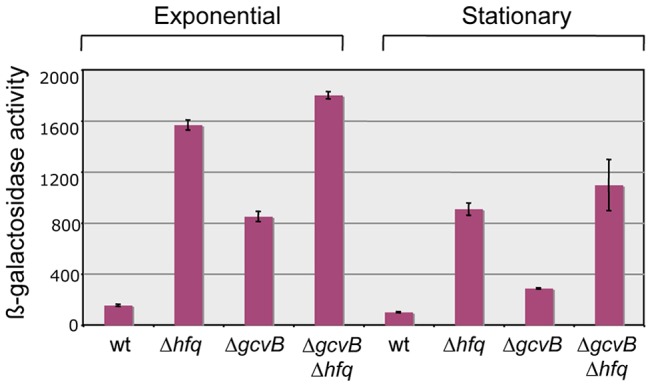 Exponential Stationary
ß-galactosidase activity
2000
1600
1200
800
400
0
wt Δhfq ΔgcvB ΔgcvB Δhfq wt Δhfq ΔgcvB ΔgcvB Δhfq